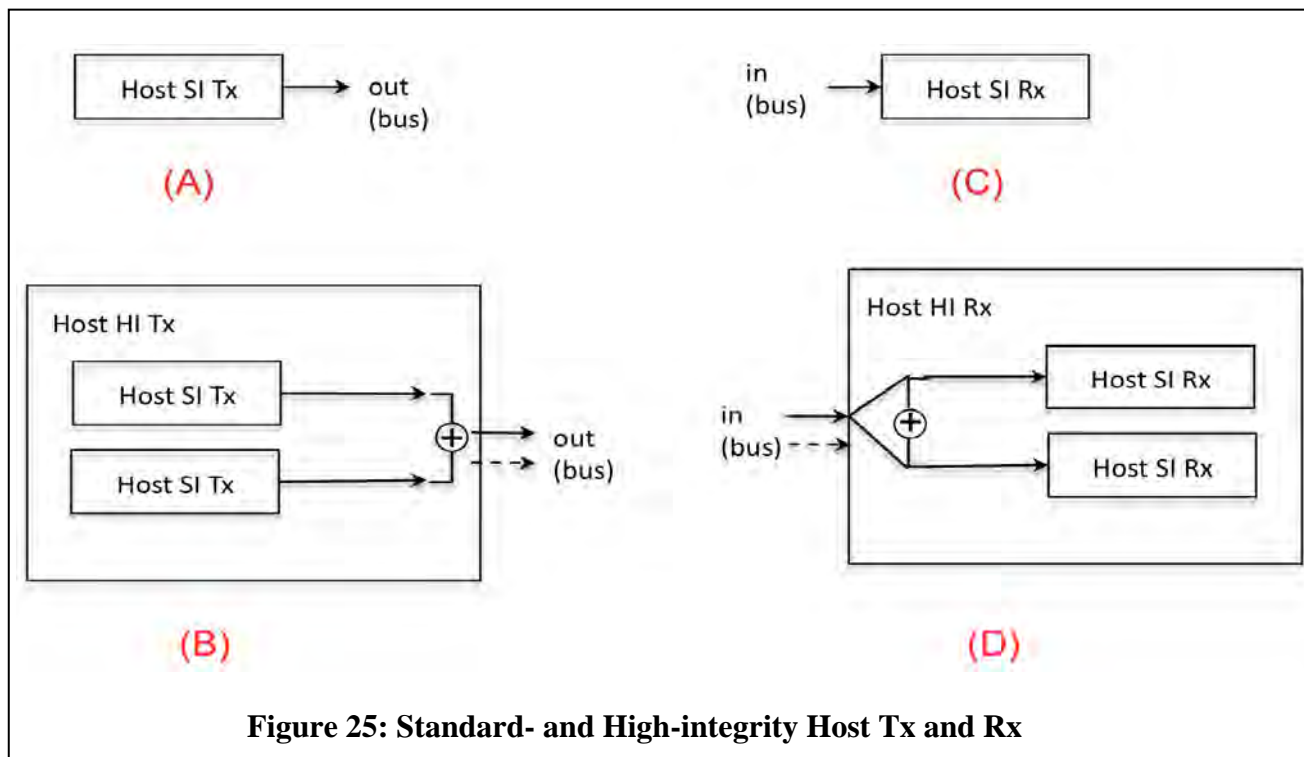 Host SI Tx
out
(bus)
(A)
in
(bus)
Host SI Rx
(C)
Host HI Tx
Host SI Tx
Host SI Tx
+
out
(bus)
(B)
Host HI Rx
in
(bus)
+
Host SI Rx
Host SI Rx
(D)
Figure 25: Standard- and High-integrity Host Tx and Rx